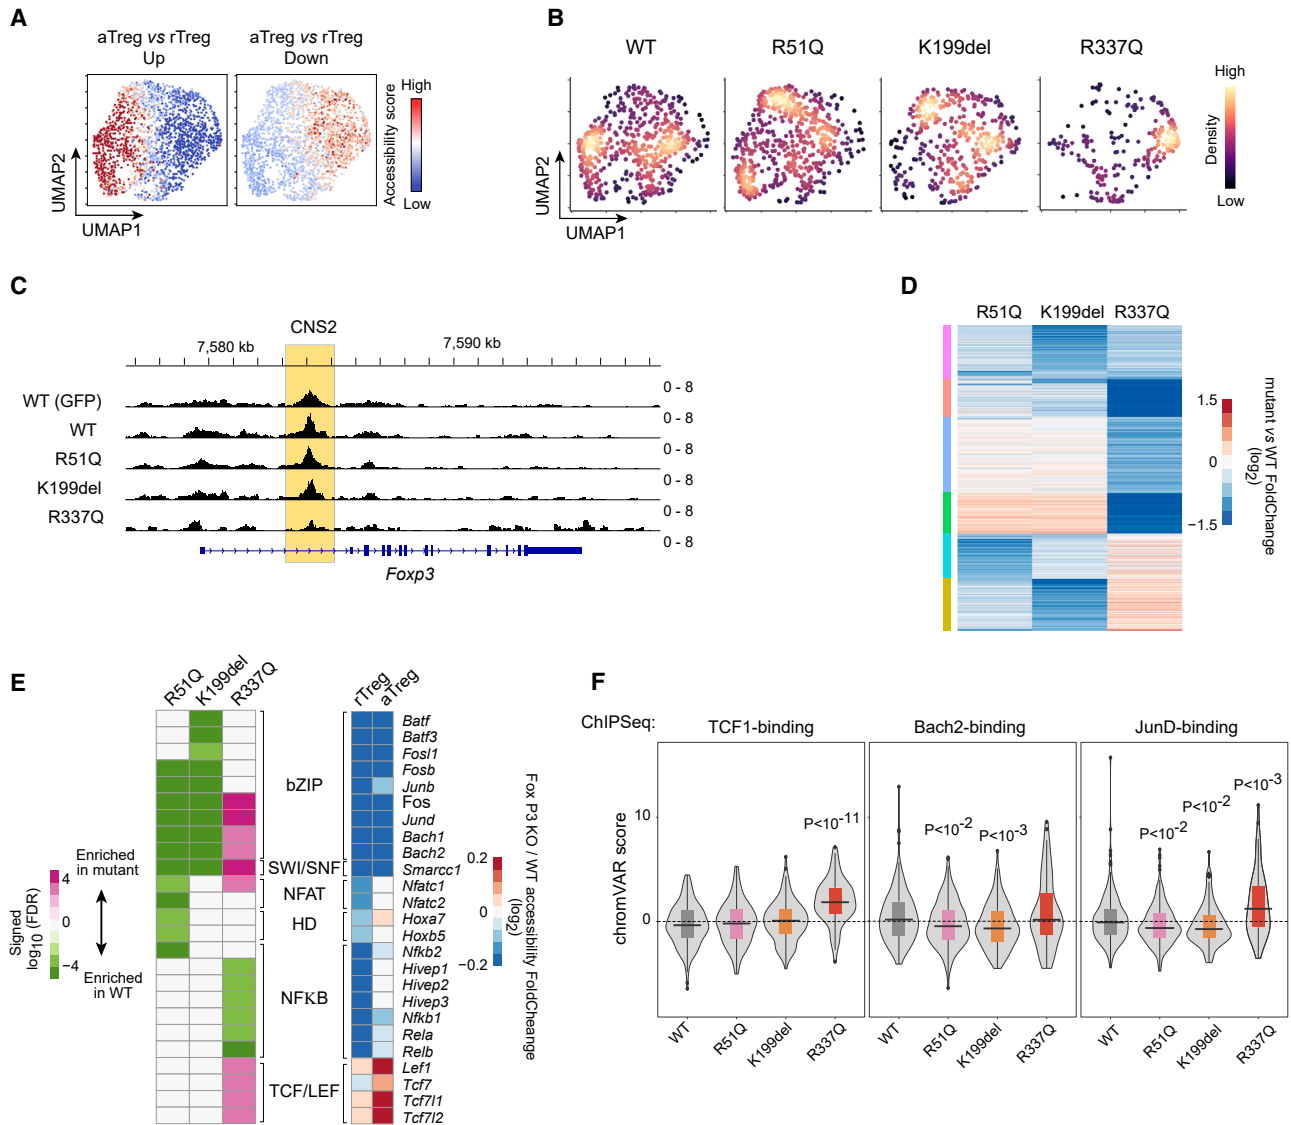 A
aTreg vs rTreg
Up
aTreg vs rTreg
Down
High
Accessibility score
Low
UMAP2
UMAP1
B
WT
R51Q
K199del
R337Q
High
Density
Low
UMAP2
UMAP1
C
CNS2
7,580 kb
7,590 kb
WT (GFP)
0 - 8
WT
0 - 8
R51Q
0 - 8
K199del
0 - 8
R337Q
0 - 8
0 - 8
Foxp3
D
R51Q
K199del
R337Q
1.5
0
−1.5
mutant vs WT FoldChange
(log2)
E
R51Q
K199del
R337Q
rTreg
aTreg
bZIP
SWI/SNF
NFAT
HD
NFKB
TCF/LEF
Batf
Batf3
Fosl1
Fosb
Junb
Fos
Jund
Bach1
Bach2
Smarcc1
Nfatc1
Nfatc2
Hoxa7
Hoxb5
Nfkb2
Hivep1
Hivep2
Hivep3
Nfkb1
Rela
Relb
Lef1
Tcf7
Tcf7l1
Tcf7l2
Signed
log10 (FDR)
4
0
−4
Enriched
in mutant
Enriched
in WT
0.2
0
−0.2
Fox P3 KO / WT accessibility FoldCheange
(log2)
F
ChIPSeq:
TCF1-binding
Bach2-binding
JunD-binding
chromVAR score
10
0
P<10-11
P<10-2
P<10-3
P<10-2
P<10-2
P<10-3
WT
R51Q
K199del
R337Q
WT
R51Q
K199del
R337Q
WT
R51Q
K199del
R337Q